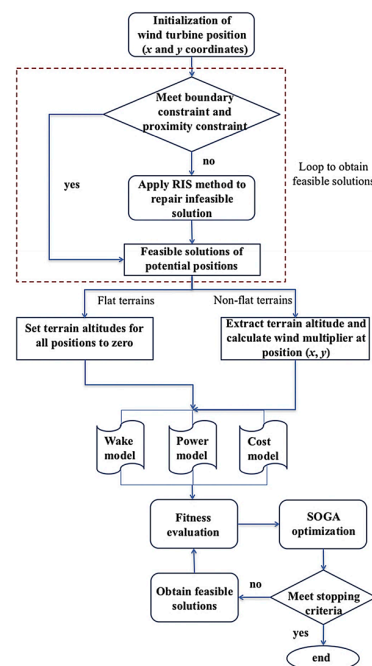 Initialization of
wind turbine position
(x and y coordinates)
Meet boundary
constraint and
proximity constraint
Loop to obtain
feasible solutions
yes
no
Apply RIS method to
repair infeasible
solution
Feasible solutions of
potential positions
Flat terrains
Non-flat terrains
Set terrain altitudes for
all positions to zero
Extract terrain altitude and
calculate wind multiplier at
position (x, y)
Wake
model
Power
model
Cost
model
Fitness
evaluation
SOGA
optimization
Obtain feasible
solutions
no
Meet stopping
criteria
yes
end